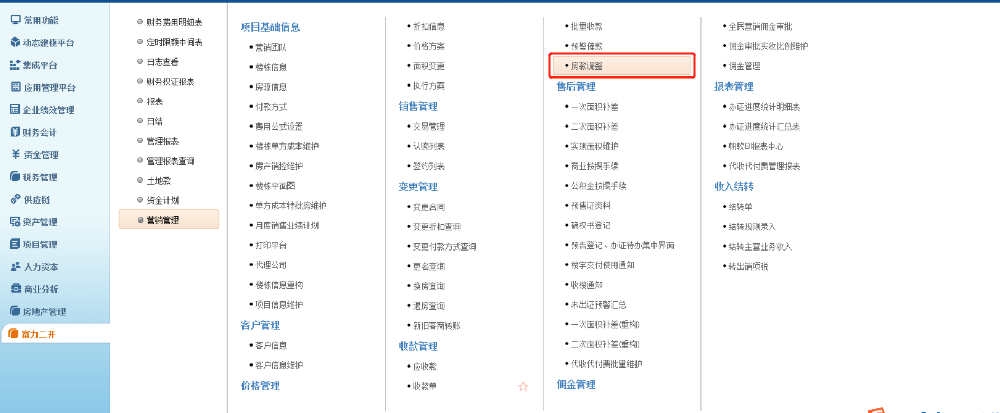 常用功能
动态建模平台
集成平台
应用管理平台
企业绩效管理
财务会计
资金管理
税务管理
供应链
资产管理
项目管理
人力资本
商业分析
房地产管理
富力二开
财务费用明细表
定时限额中间表
日志查看
财务权证报表
报表
日结
管理报表
管理报表查询
土地款
资金计划
营销管理
项目基础信息
营销团队
楼栋信息
房源信息
付款方式
费用公式设置
楼栋单方成本维护
房产销控维护
楼栋平面图
单方成本特批房维护
月度销售业绩计划
打印平台
代理公司
楼栋信息重构
项目信息维护
客户管理
客户信息
客户信息维护
价格管理
折扣信息
价格方案
面积变更
执行方案
销售管理
交易管理
认购列表
签约列表
变更管理
变更合同
变更折扣查询
变更付款方式查询
更名查询
换房查询
退房查询
新旧客商转账
收款管理
应收款
收款单
批量收款
预警催款
房款调整
售后管理
一次面积补差
二次面积补差
实测面积维护
商业按揭手续
公积金按揭手续
预售证资料
确权书登记
预告登记、办证待办集中界面
楼宇交付使用通知
收楼通知
未出证预警汇总
一次面积补差(重构)
二次面积补差(重构)
代收代付费批量维护
佣金管理
全民营销佣金审批
佣金审批实收比例维护
佣金管理
报表管理
办证进度统计明细表
办证进度统计汇总表
帆软BI报表中心
代收代付费管理报表
收入结转
结转单
结转规则录入
结转主营业务收入
转出销项税